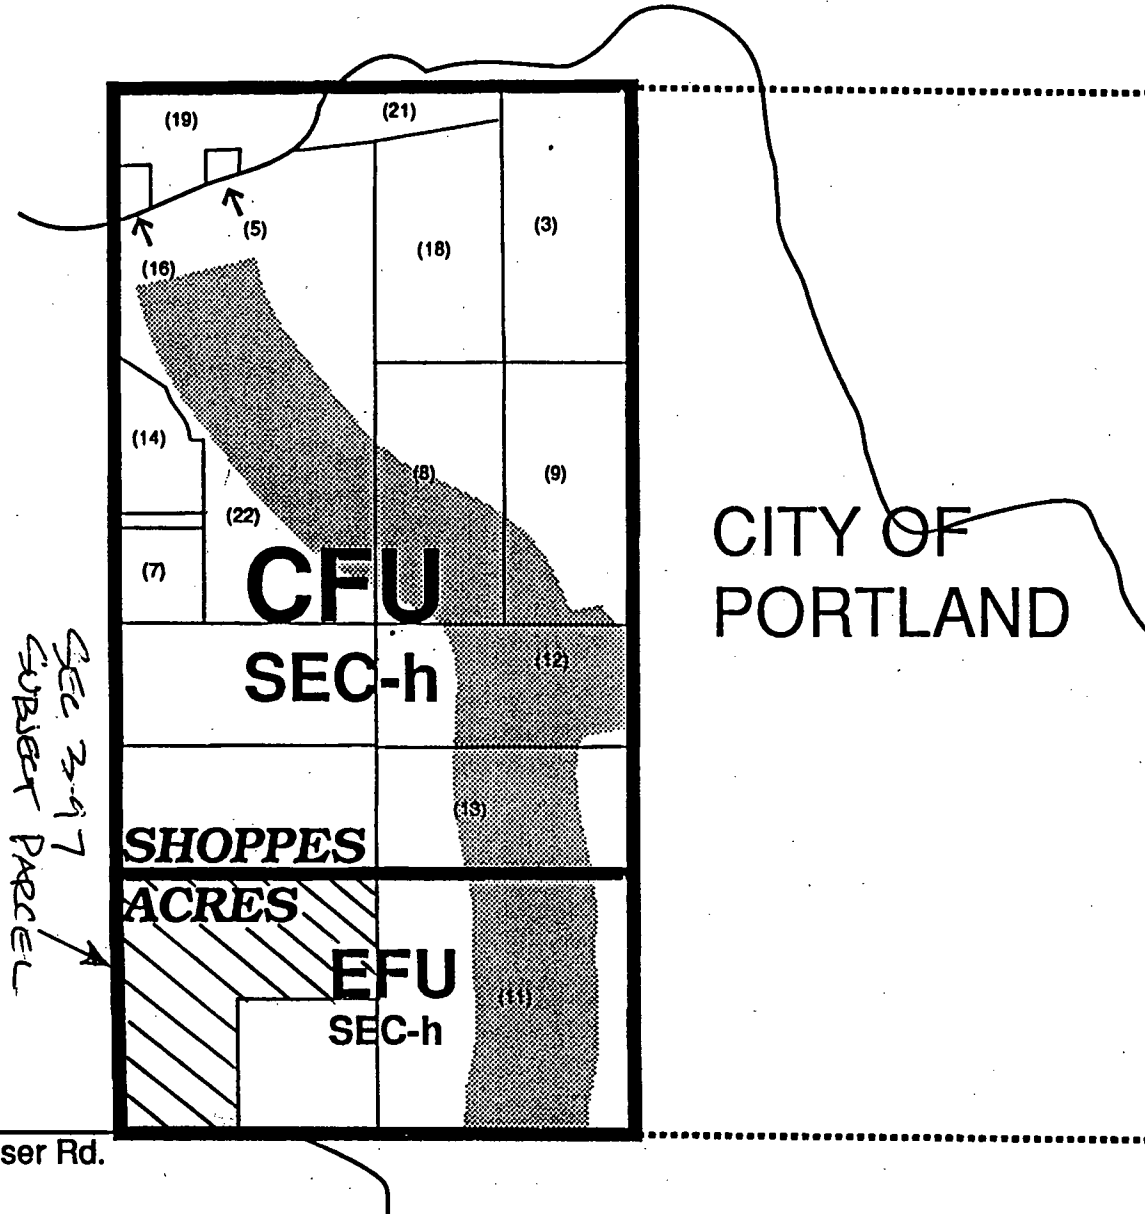 (19)
(21)
(5)
(3)
(18)
(16)
(14)
(8)
(9)
(22)
CITY OF
PORTLAND
(7)
CFU
SEC-h
(12)
SEC 3-97
SUBJECT PARCEL
(13)
SHOPPES
ACRES
EFU
(11)
SEC-h
ser Rd.